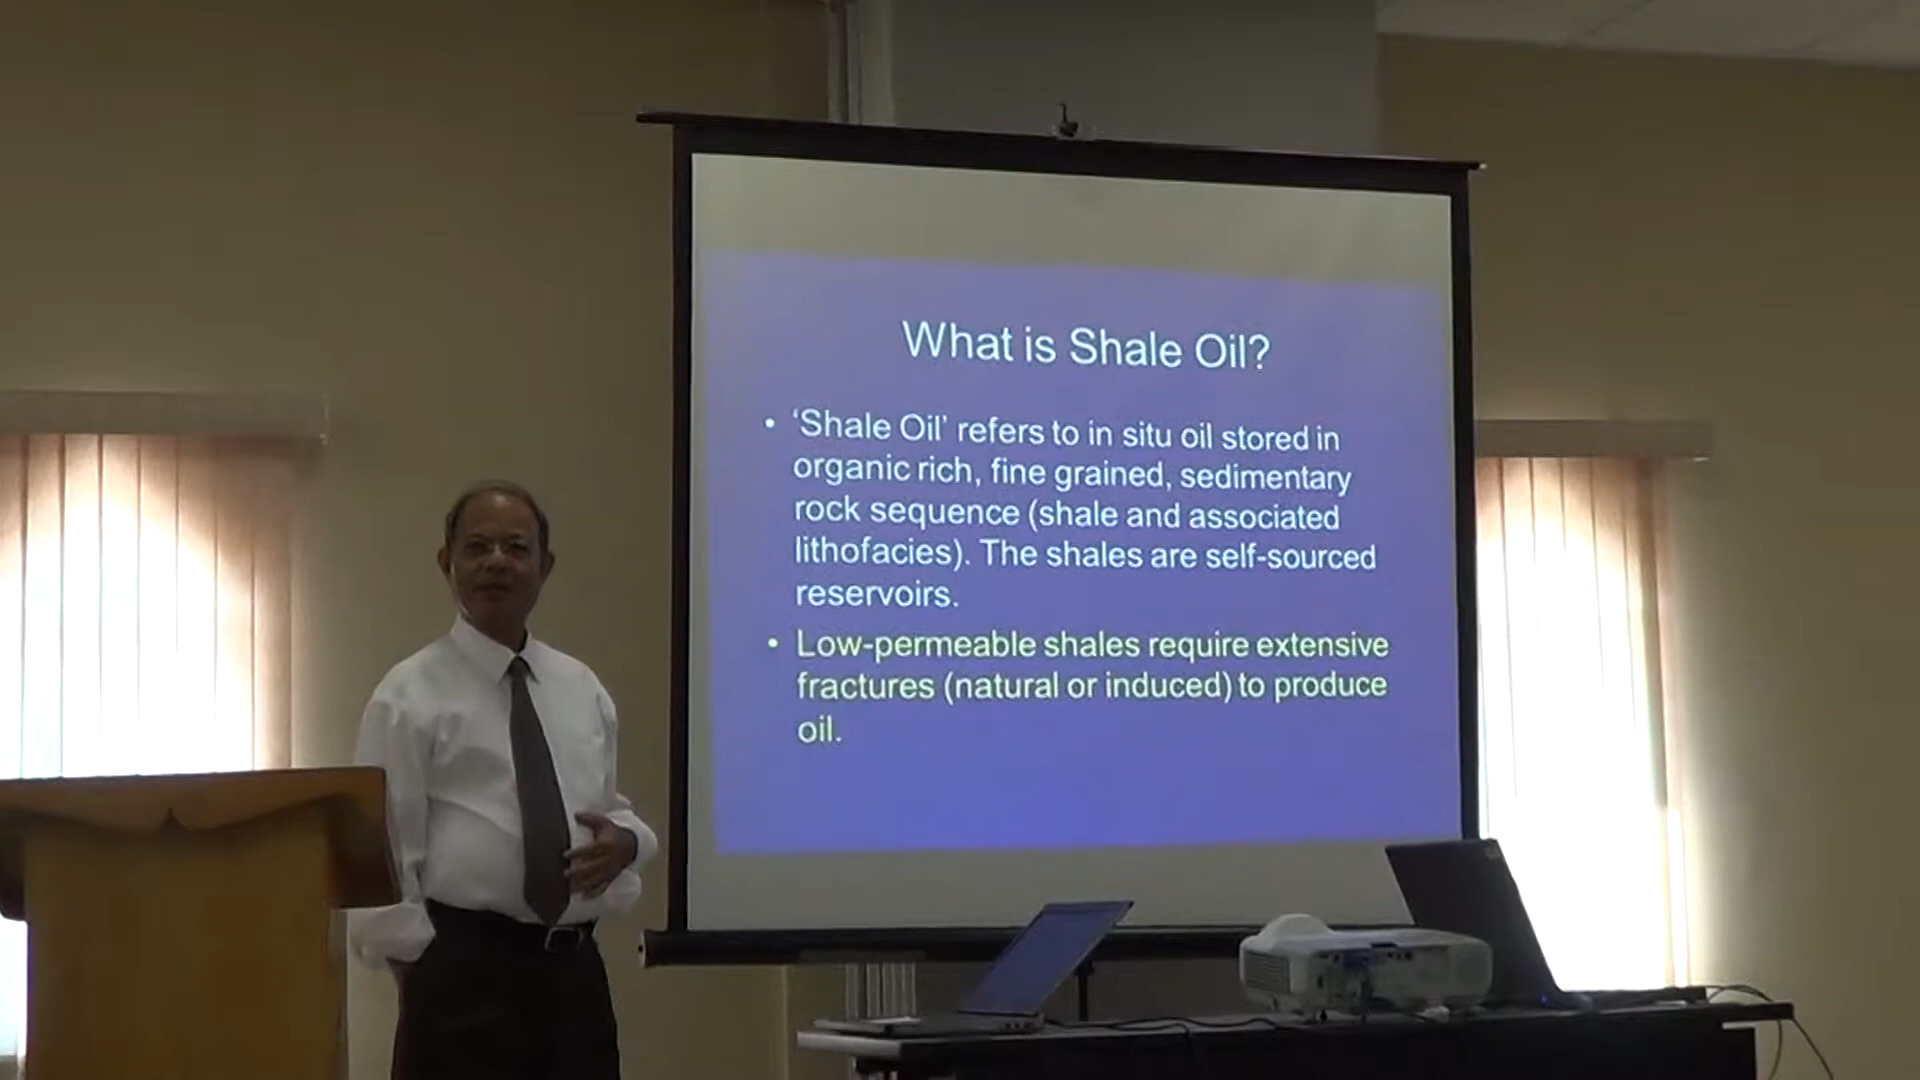 What is Shale Oil?
• ‘Shale Oil’ refers to in situ oil stored in
organic rich, fine grained, sedimentary
rock sequence (shale and associated
lithofacies). The shales are self-sourced
reservoirs.
• Low-permeable shales require extensive
fractures (natural or induced) to produce
oil.